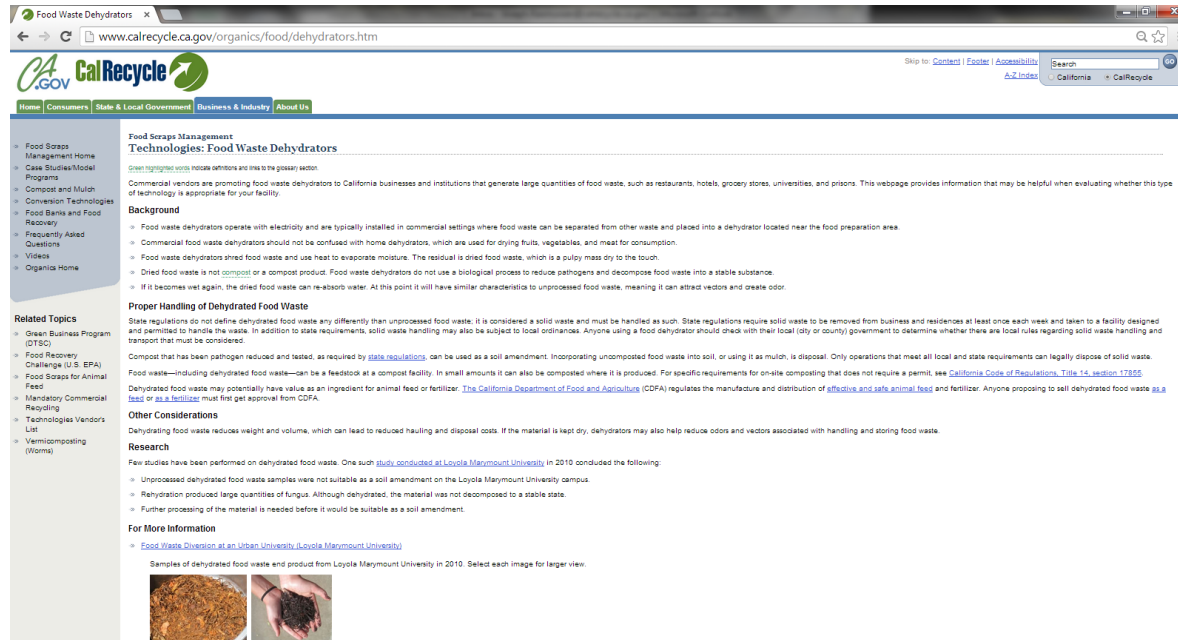 Food Waste Dehydrators
www.calrecycle.ca.gov/organics/food/dehydrators.htm
CA.GOV CalRecycle
Skip to: Content | Footer | Accessibility
A-Z Index
Search
GO
California CalRecycle
Home Consumers State & Local Government Business & Industry About Us
Food Scraps Management Home
Case Studies/Model Programs
Compost and Mulch
Conversion Technologies
Food Banks and Food Recovery
Frequently Asked Questions
Videos
Organics Home
Related Topics
Green Business Program (DTSC)
Food Recovery Challenge (U.S. EPA)
Food Scraps for Animal Feed
Mandatory Commercial Recycling
Technologies Vendor's List
Vermicomposting (Worms)
Food Scraps Management
Technologies: Food Waste Dehydrators
Green highlighted words indicate definitions and links to the glossary section.
Commercial vendors are promoting food waste dehydrators to California businesses and institutions that generate large quantities of food waste, such as restaurants, hotels, grocery stores, universities, and prisons. This webpage provides information that may be helpful when evaluating whether this type
of technology is appropriate for your facility.
Background
Food waste dehydrators operate with electricity and are typically installed in commercial settings where food waste can be separated from other waste and placed into a dehydrator located near the food preparation area.
Commercial food waste dehydrators should not be confused with home dehydrators, which are used for drying fruits, vegetables, and meat for consumption.
Food waste dehydrators shred food waste and use heat to evaporate moisture. The residual is dried food waste, which is a pulpy mass dry to the touch.
Dried food waste is not compost or a compost product. Food waste dehydrators do not use a biological process to reduce pathogens and decompose food waste into a stable substance.
If it becomes wet again, the dried food waste can re-absorb water. At this point it will have similar characteristics to unprocessed food waste, meaning it can attract vectors and create odor.
Proper Handling of Dehydrated Food Waste
State regulations do not define dehydrated food waste any differently than unprocessed food waste; it is considered a solid waste and must be handled as such. State regulations require solid waste to be removed from business and residences at least once each week and taken to a facility designed
and permitted to handle the waste. In addition to state requirements, solid waste handling may also be subject to local ordinances. Anyone using a food dehydrator should check with their local (city or county) government to determine whether there are local rules regarding solid waste handling and
transport that must be considered.
Compost that has been pathogen reduced and tested, as required by state regulations, can be used as a soil amendment. Incorporating uncomposted food waste into soil, or using it as mulch, is disposal. Only operations that meet all local and state requirements can legally dispose of solid waste.
Food waste—including dehydrated food waste—can be a feedstock at a compost facility. In small amounts it can also be composted where it is produced. For specific requirements for on-site composting that does not require a permit, see California Code of Regulations, Title 14, section 17855.
Dehydrated food waste may potentially have value as an ingredient for animal feed or fertilizer. The California Department of Food and Agriculture (CDFA) regulates the manufacture and distribution of effective and safe animal feed and fertilizer. Anyone proposing to sell dehydrated food waste as a
feed or as a fertilizer must first get approval from CDFA.
Other Considerations
Dehydrating food waste reduces weight and volume, which can lead to reduced hauling and disposal costs. If the material is kept dry, dehydrators may also help reduce odors and vectors associated with handling and storing food waste.
Research
Few studies have been performed on dehydrated food waste. One such study conducted at Loyola Marymount University in 2010 concluded the following:
Unprocessed dehydrated food waste samples were not suitable as a soil amendment on the Loyola Marymount University campus.
Rehydration produced large quantities of fungus. Although dehydrated, the material was not decomposed to a stable state.
Further processing of the material is needed before it would be suitable as a soil amendment.
For More Information
Food Waste Diversion at an Urban University (Loyola Marymount University)
Samples of dehydrated food waste end product from Loyola Marymount University in 2010. Select each image for larger view.